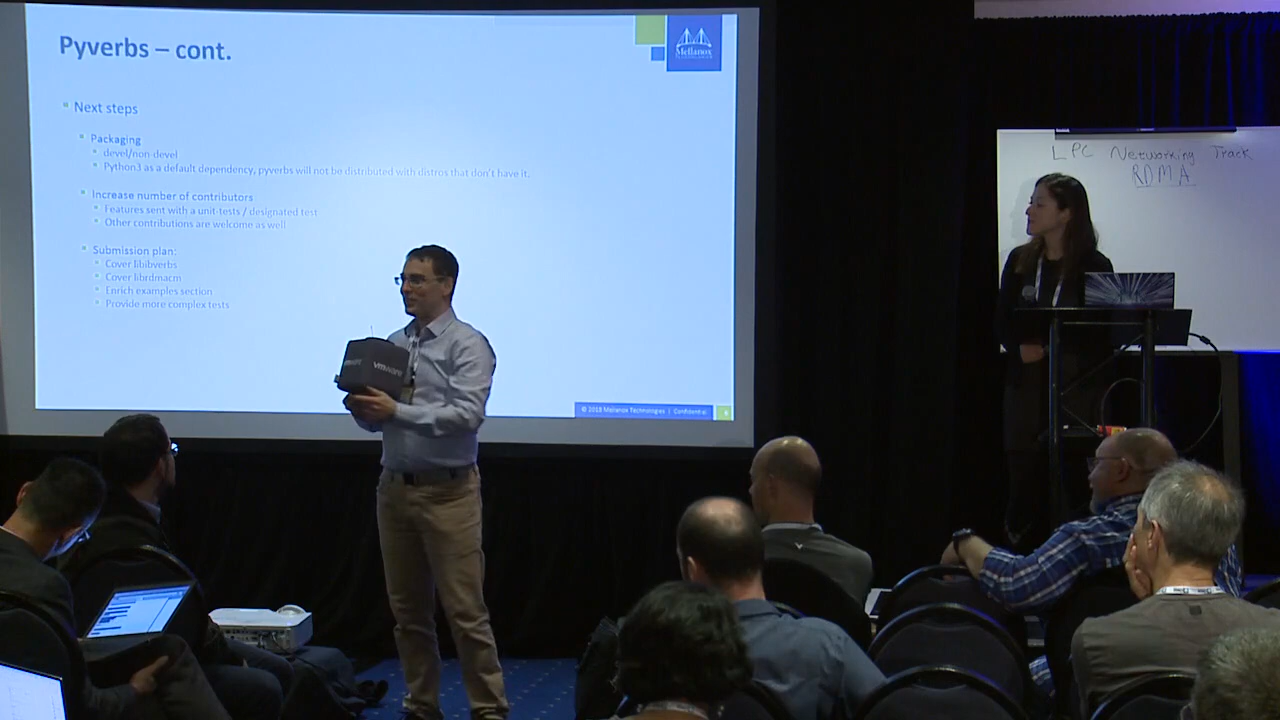 Pyverbs – cont.
Mellanox
Next steps
Packaging
devel/non-devel
Python3 as a default dependency, pyverbs will not be distributed with distros that don't have it.
Increase number of contributors
Features sent with a unit-tests / designated test
Other contributions are welcome as well
Submission plan:
Cover libibverbs
Cover librdmacm
Enrich examples section
Provide more complex tests
© 2018 Mellanox Technologies | Confidential
LPC Networking Track
RDMA
vmware